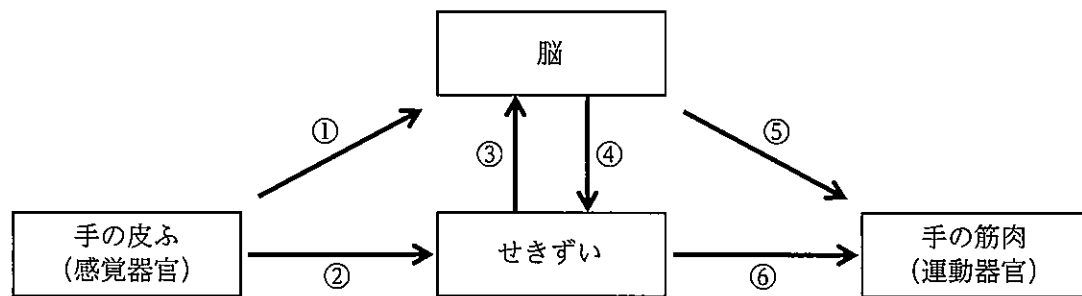 脳
①
③
④
⑤
手の皮ふ
(感覚器官)
②
せきずい
⑥
手の筋肉
(運動器官)